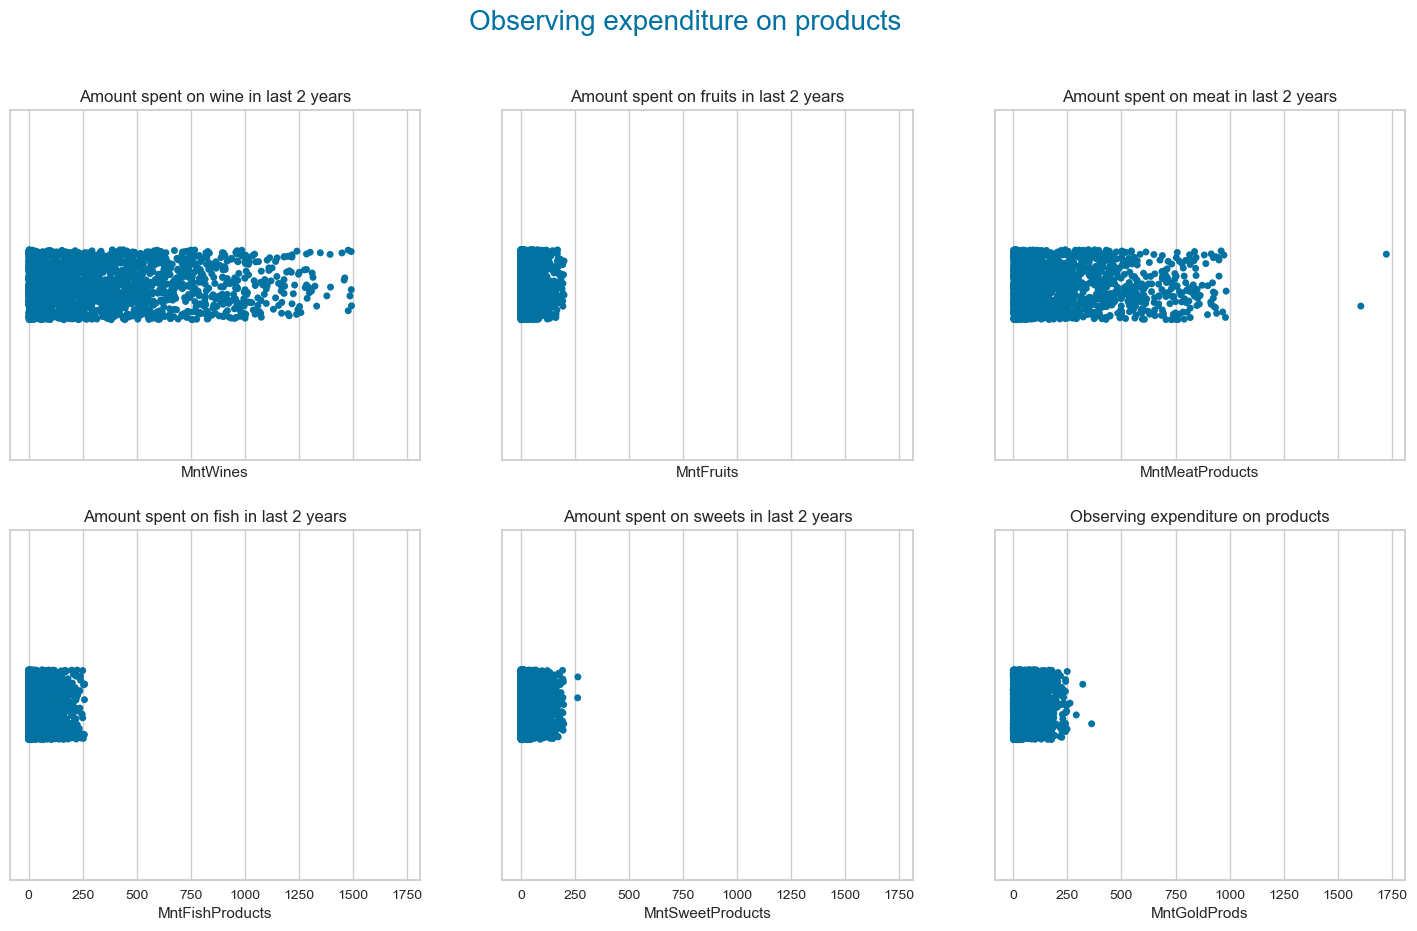 Observing expenditure on products
Amount spent on wine in last 2 years
Amount spent on fruits in last 2 years
Amount spent on meat in last 2 years
MntWines
MntFruits
MntMeatProducts
Amount spent on fish in last 2 years
Amount spent on sweets in last 2 years
Observing expenditure on products
0 250 500 750 1000 1250 1500 1750
0 250 500 750 1000 1250 1500 1750
0 250 500 750 1000 1250 1500 1750
MntFishProducts
MntSweetProducts
MntGoldProds